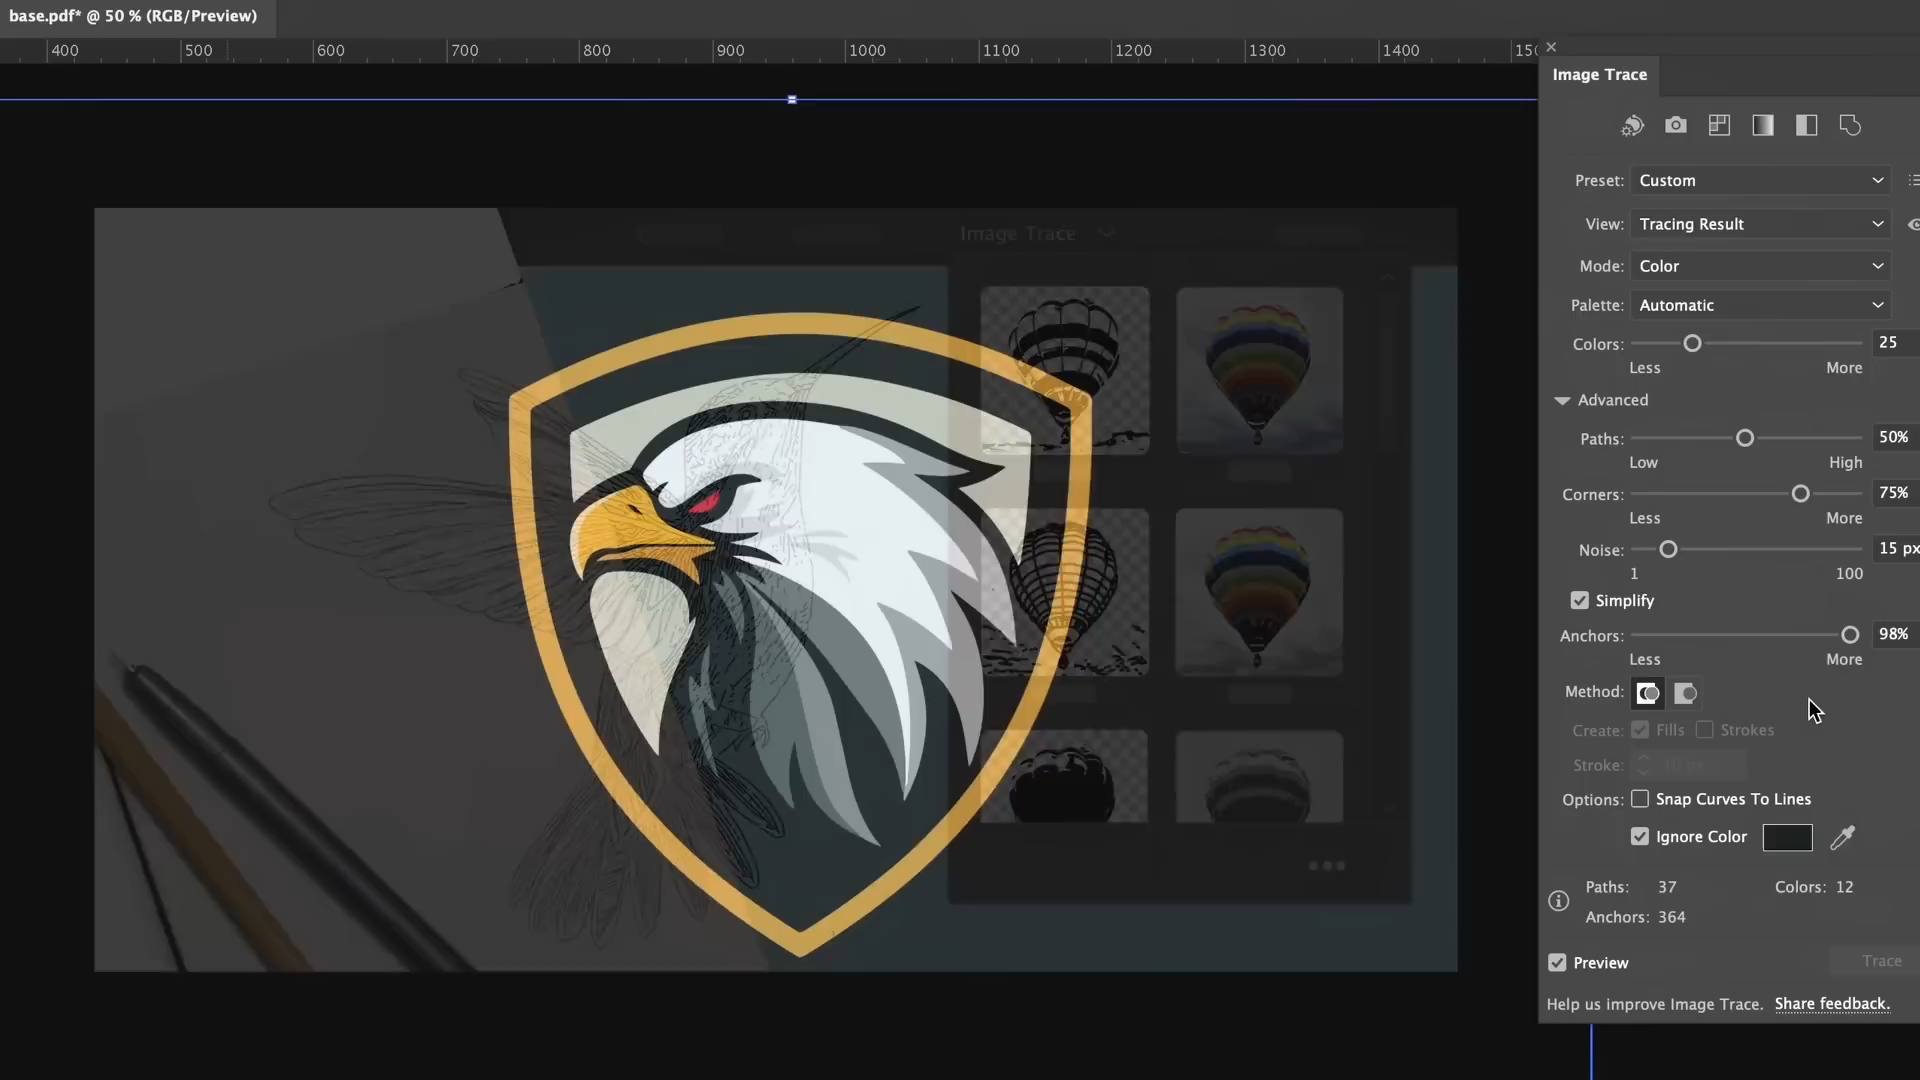 base.pdf* @ 50 % (RGB/Preview)
400 500 600 700 800 900 1000 1100 1200 1300 1400
Image Trace
Preset: Custom
View: Tracing Result
Mode: Color
Palette: Automatic
Colors: 25
Less More
Advanced
Paths: 50%
Low High
Corners: 75%
Less More
Noise: 15 px
1 100
Simplify
Anchors: 98%
Less More
Method:
Create: Fills Strokes
Stroke:
Options: Snap Curves To Lines
Ignore Color
Paths: 37 Colors: 12
Anchors: 364
Preview Trace
Help us improve Image Trace. Share feedback.
Image Trace